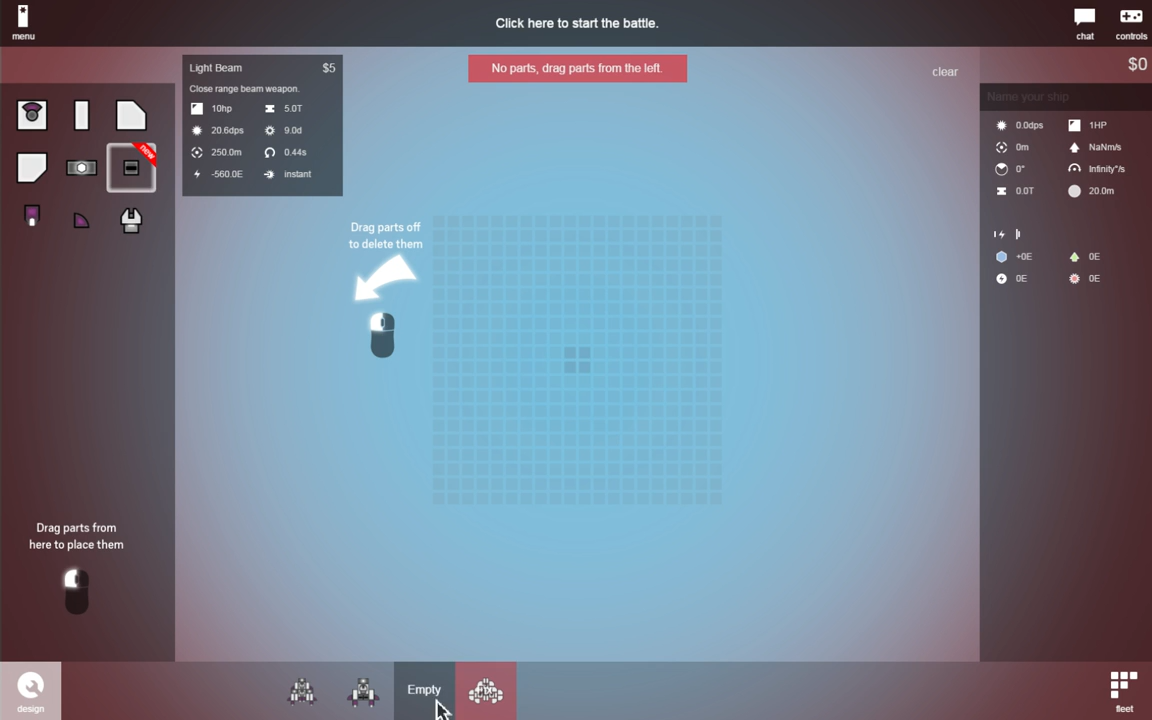 menu
Click here to start the battle.
chat
controls
Light Beam
$5
Close range beam weapon.
10hp
5.0T
20.6dps
9.0d
250.0m
0.44s
-560.0E
instant
No parts, drag parts from the left.
clear
$0
Name your ship
0.0dps
1HP
0m
NaNm/s
0°
Infinity°/s
0.0T
20.0m
+0E
0E
0E
0E
new
Drag parts off
to delete them
Drag parts from
here to place them
design
Empty
fleet